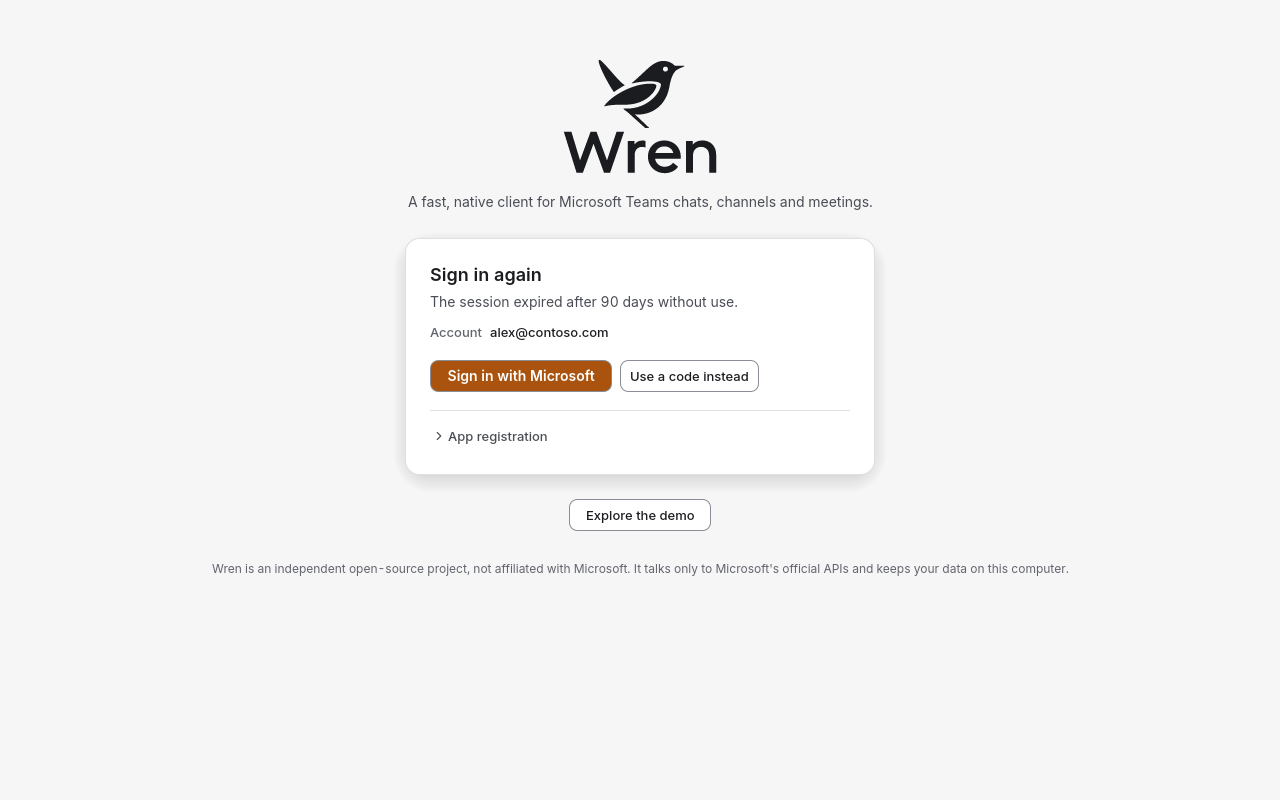 Wren
A fast, native client for Microsoft Teams chats, channels and meetings.
Sign in again
The session expired after 90 days without use.
Account alex@contoso.com
Sign in with Microsoft Use a code instead
App registration
Explore the demo
Wren is an independent open-source project, not affiliated with Microsoft. It talks only to Microsoft's official APIs and keeps your data on this computer.